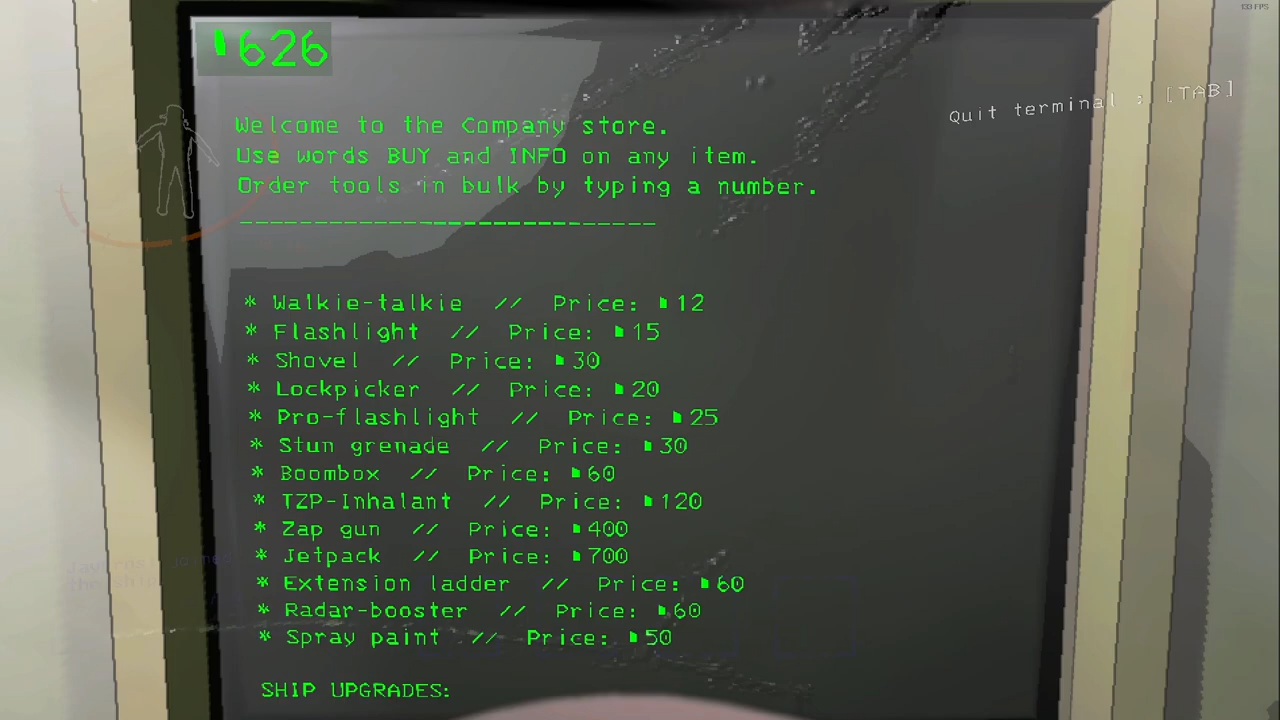 626
Quit terminal : [TAB]
Welcome to the Company store.
Use words BUY and INFO on any item.
Order tools in bulk by typing a number.
* Walkie-talkie // Price: 12
* Flashlight // Price: 15
* Shovel // Price: 30
* Lockpicker // Price: 20
* Pro-flashlight // Price: 25
* Stun grenade // Price: 30
* Boombox // Price: 60
* TZP-Inhalant // Price: 120
* Zap gun // Price: 400
* Jetpack // Price: 700
* Extension ladder // Price: 60
* Radar-booster // Price: 60
* Spray paint // Price: 50
joined
the ship.
SHIP UPGRADES: